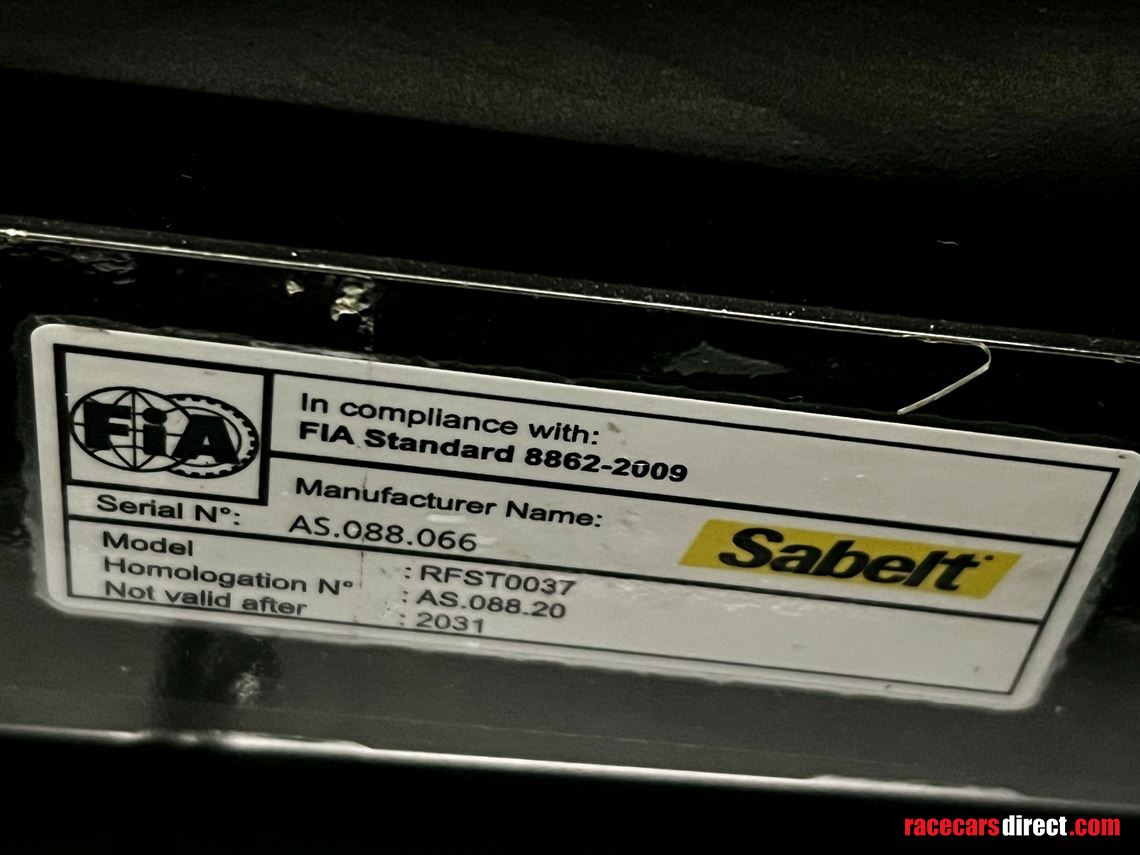 FiA
In compliance with:
FIA Standard 8862-2009
Manufacturer Name:
Sabelt
Serial N°: AS.088.066
Model : RFST0037
Homologation N° : AS.088.20
Not valid after : 2031
racecarsdirect.com